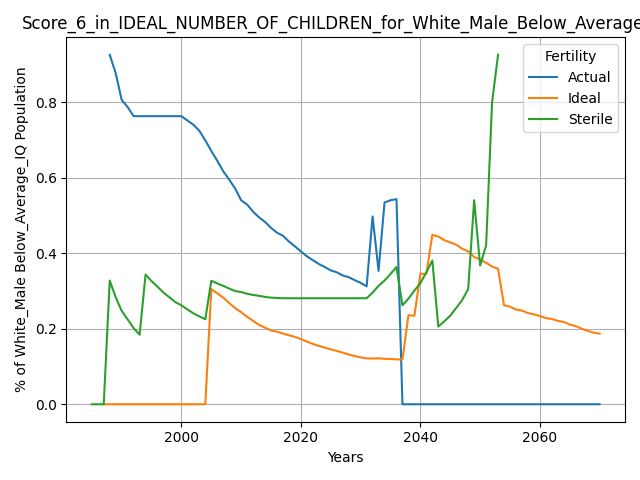 Score_6_in_IDEAL_NUMBER_OF_CHILDREN_for_White_Male_Below_Average
% of White_Male Below_Average_IQ Population
0.8
0.6
0.4
0.2
0.0
Fertility
Actual
Ideal
Sterile
2000
2020
2040
2060
Years